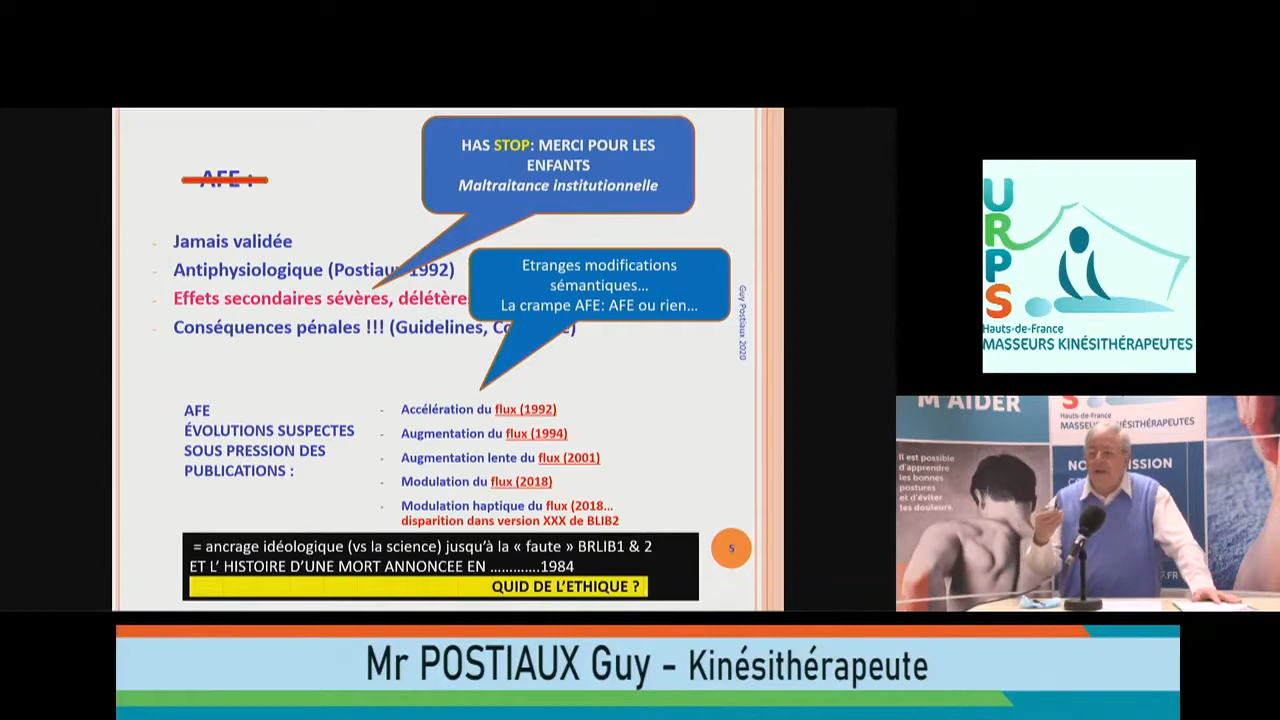 AFE :
HAS STOP: MERCI POUR LES
ENFANTS
Maltraitance institutionnelle
- Jamais validée
- Antiphysiologique (Postiaux 1992)
- Effets secondaires sévères, délétère
- Conséquences pénales !!! (Guidelines, Co
Etranges modifications
sémantiques…
La crampe AFE: AFE ou rien…
Guy Postiaux 2020
AFE
ÉVOLUTIONS SUSPECTES
SOUS PRESSION DES
PUBLICATIONS :
- Accélération du flux (1992)
- Augmentation du flux (1994)
- Augmentation lente du flux (2001)
- Modulation du flux (2018)
- Modulation haptique du flux (2018…
disparition dans version XXX de BLIB2
= ancrage idéologique (vs la science) jusqu'à la « faute » BRLIB1 & 2
ET L' HISTOIRE D'UNE MORT ANNONCEE EN ………….1984
QUID DE L'ETHIQUE ?
5
URPS
Hauts-de-France
MASSEURS KINÉSITHÉRAPEUTES
M'AIDER
Il est possible
d'apprendre
les bonnes
postures
et d'éviter
les douleurs.
S
Hauts-de-France
MASSEURS KINÉSITHÉRAPEUTES
Mr POSTIAUX Guy - Kinésithérapeute